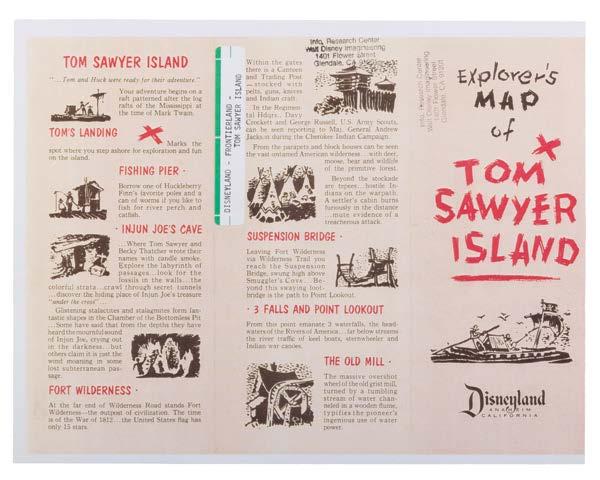 TOM SAWYER ISLAND
"...Tom and Huck were ready for their adventure."
Your adventure begins on a
raft patterned after the log
rafts of the Mississippi at
the time of Mark Twain.
TOM'S LANDING
Marks the
spot where you step ashore for exploration and fun
on the island.
FISHING PIER ·
Borrow one of Huckleberry
Finn's favorite poles and a
can of worms if you like to
fish for river perch and
catfish.
· INJUN JOE'S CAVE
...Where Tom Sawyer and
Becky Thatcher wrote their
names with candle smoke.
Explore the labyrinth of
passages...look for the
fossils in the walls... the
colorful strata...crawl through secret tunnels
...discover the hiding place of Injun Joe's treasure
"under the cross"...
Glistening stalactites and stalagmites form fan-
tastic shapes in the Chamber of the Bottomless Pit
...Some have said that from the depths they have
heard the mournful sound
of Injun Joe, crying out
in the darkness...but
others claim it is just the
wind moaning in some
lost subterranean pas-
sage.
FORT WILDERNESS ·
At the far end of Wilderness Road stands Fort
Wilderness—the outpost of civilization. The time
is of the War of 1812 ... the United States flag has
only 15 stars.
DISNEYLAND - FRONTIERLAND -
TOM SAWYER ISLAND
Within the gates
there is a Canteen
and Trading Post
...stocked with
pelts, guns, knives
and Indian craft.
In the Regimen-
tal Hdqts., Davy
Crockett and George Russell, U.S. Army Scouts,
can be seen reporting to Maj. General Andrew
Jackson during the Cherokee Indian Campaign.
From the parapets and block houses can be seen
the vast untamed American wilderness ... with deer,
moose, bear and wildlife
of the primitive forest.
Beyond the stockade
are tepees...hostile In-
dians on the warpath.
A settler's cabin burns
furiously in the distance
...mute evidence of a
treacherous attack.
SUSPENSION BRIDGE ·
Leaving Fort Wilderness
via Wilderness Trail you
reach the Suspension
Bridge, swung high above
Smuggler's Cove. Be-
yond this swaying foot-
bridge is the path to Point Lookout.
· 3 FALLS AND POINT LOOKOUT
From this point emanate 3 waterfalls, the head-
waters of the Rivers of America...far below streams
the river traffic of keel boats, sternwheeler and
Indian war canoes.
THE OLD MILL ·
The massive overshot
wheel of the old grist mill,
turned by a tumbling
stream of water chan-
neled in a wooden flume,
typifies the pioneer's
ingenious use of water
power.
Info. Research Center
Walt Disney Imagineering
1401 Flower Street
Glendale, CA 91201
Info. Research Center
Walt Disney Imagineering
1401 Flower Street
Glendale, CA 91201
Explorer's
MAP
of
TOM
SAWYER
ISLAND
Disneyland
ANAHEIM
CALIFORNIA